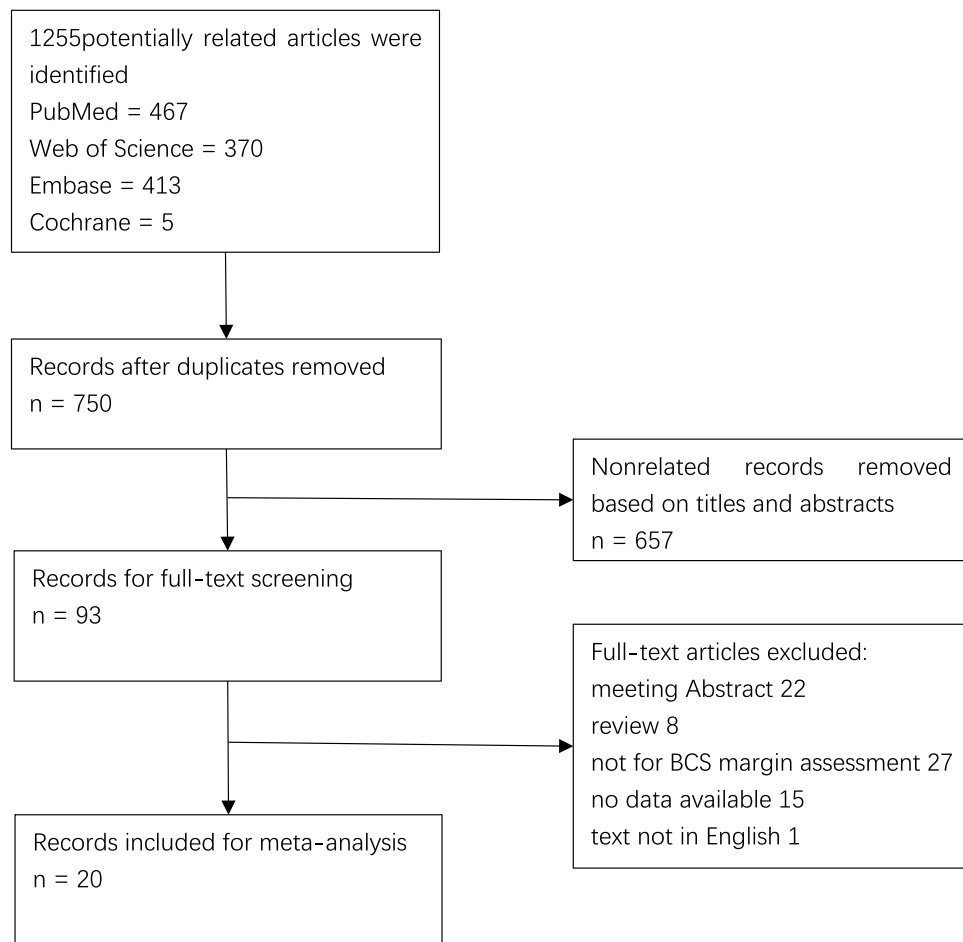 1255potentially related articles were
identified
PubMed = 467
Web of Science = 370
Embase = 413
Cochrane = 5
Records after duplicates removed
n = 750
Nonrelated records removed
based on titles and abstracts
n = 657
Records for full-text screening
n = 93
Full-text articles excluded:
meeting Abstract 22
review 8
not for BCS margin assessment 27
no data available 15
text not in English 1
Records included for meta-analysis
n = 20